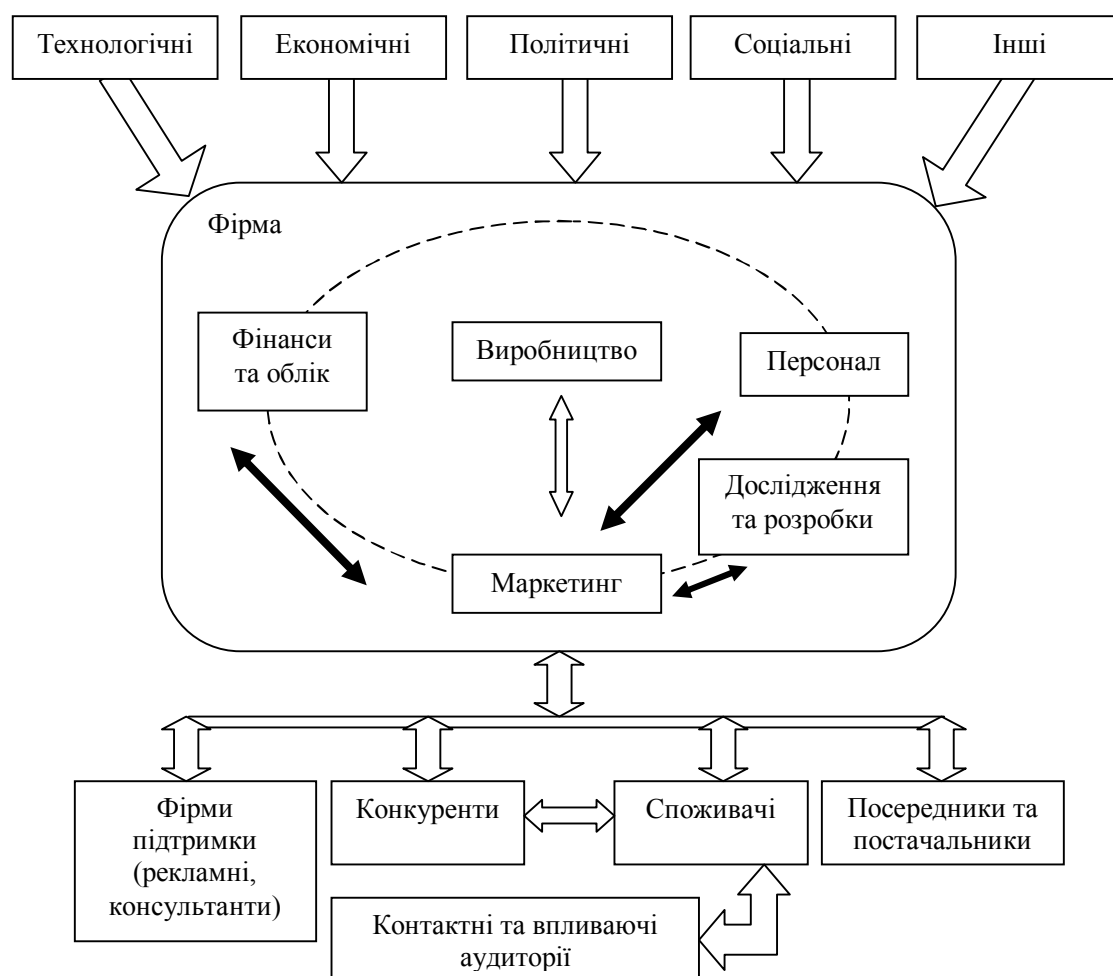 Технологічні
Економічні
Політичні
Соціальні
Інші
Фірма
Фінанси
та облік
Виробництво
Персонал
Дослідження
та розробки
Маркетинг
Фірми
підтримки
(рекламні,
консультанти)
Конкуренти
Споживачі
Посередники та
постачальники
Контактні та впливаючі
аудиторії